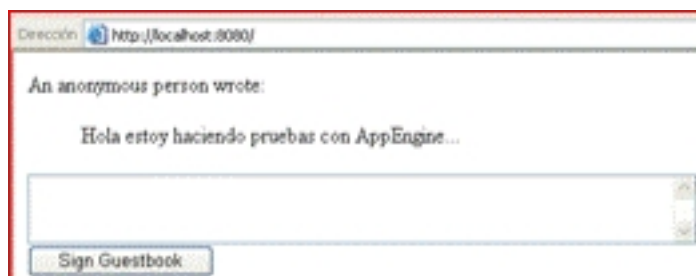 Dirección http://localhost:8080/
An anonymous person wrote:
Hola estoy haciendo pruebas con AppEngine...
Sign Guestbook